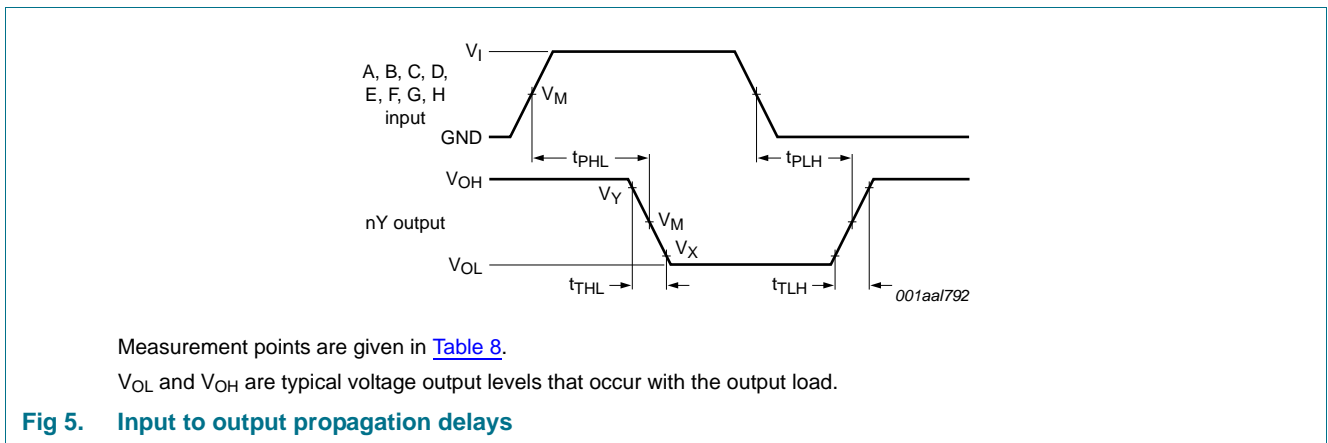 V_I
A, B, C, D,
E, F, G, H
input
V_M
GND
t_PHL
t_PLH
V_OH
V_Y
nY output
V_M
V_X
V_OL
t_THL
t_TLH
001aal792
Measurement points are given in Table 8.
V_OL and V_OH are typical voltage output levels that occur with the output load.
Fig 5. Input to output propagation delays